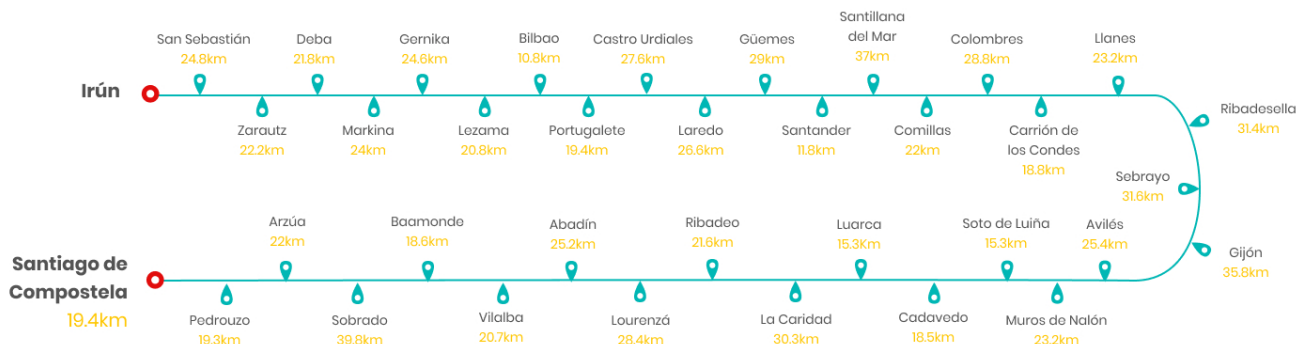 Irún
San Sebastián
24.8km
Zarautz
22.2km
Deba
21.8km
Markina
24km
Gernika
24.6km
Lezama
20.8km
Bilbao
10.8km
Portugalete
19.4km
Castro Urdiales
27.6km
Laredo
26.6km
Güemes
29km
Santander
11.8km
Santillana
del Mar
37km
Comillas
22km
Colombres
28.8km
Carrión de
los Condes
18.8km
Llanes
23.2km
Ribadesella
31.4km
Sebrayo
31.6km
Gijón
35.8km
Avilés
25.4km
Muros de Nalón
23.2km
Soto de Luiña
15.3km
Cadavedo
18.5km
Luarca
15.3km
La Caridad
30.3km
Ribadeo
21.6km
Lourenzá
28.4km
Abadín
25.2km
Vilalba
20.7km
Baamonde
18.6km
Sobrado
39.8km
Arzúa
22km
Pedrouzo
19.3km
Santiago de
Compostela
19.4km